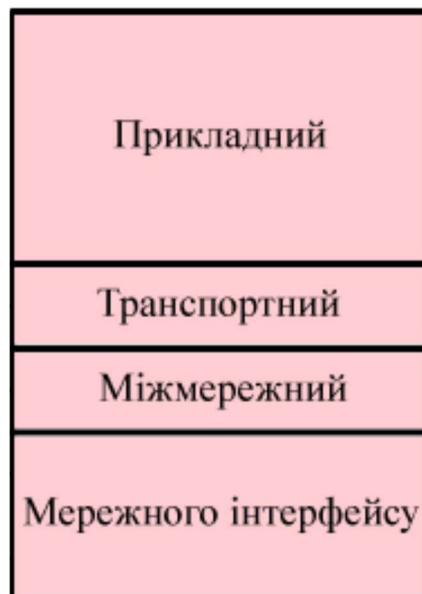 Прикладний
Транспортний
Міжмережний
Мережного інтерфейсу